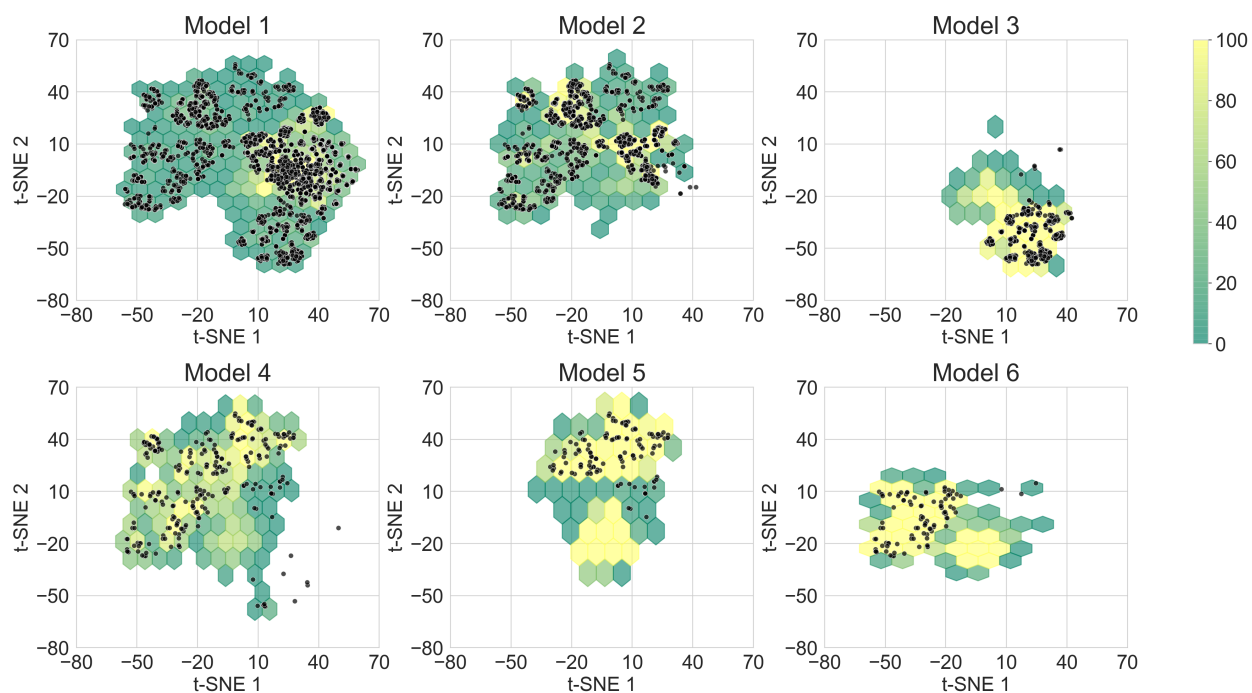 Model 1 Model 2 Model 3
70 70 70 100
40 40 40 80
10 10 10 60
−20 −20 −20 40
−50 −50 −50 20
−80 −80 −80 0
t-SNE 2 t-SNE 2 t-SNE 2
−80 −50 −20 10 40 70 −80 −50 −20 10 40 70 −80 −50 −20 10 40 70
t-SNE 1 t-SNE 1 t-SNE 1
Model 4 Model 5 Model 6
70 70 70
40 40 40
10 10 10
−20 −20 −20
−50 −50 −50
−80 −80 −80
t-SNE 2 t-SNE 2 t-SNE 2
−80 −50 −20 10 40 70 −80 −50 −20 10 40 70 −80 −50 −20 10 40 70
t-SNE 1 t-SNE 1 t-SNE 1